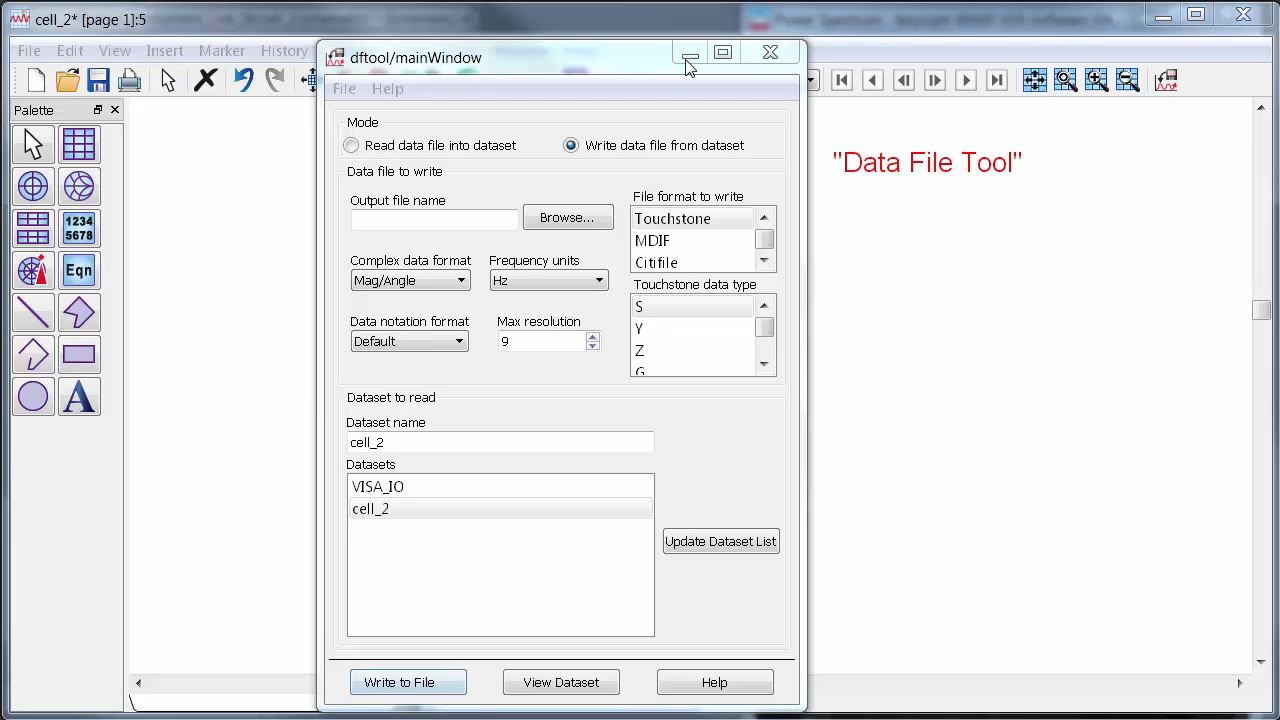 cell_2* [page 1]:5
File Edit View Insert Marker History
dftool/mainWindow
File Help
Palette
1234
5678
Eqn
A
Mode
Read data file into dataset
Write data file from dataset
"Data File Tool"
Data file to write
Output file name
Browse...
File format to write
Touchstone
MDIF
Citifile
Complex data format
Frequency units
Mag/Angle
Hz
Touchstone data type
S
Y
Z
G
Data notation format
Max resolution
Default
9
Dataset to read
Dataset name
cell_2
Datasets
VISA_IO
cell_2
Update Dataset List
Write to File
View Dataset
Help